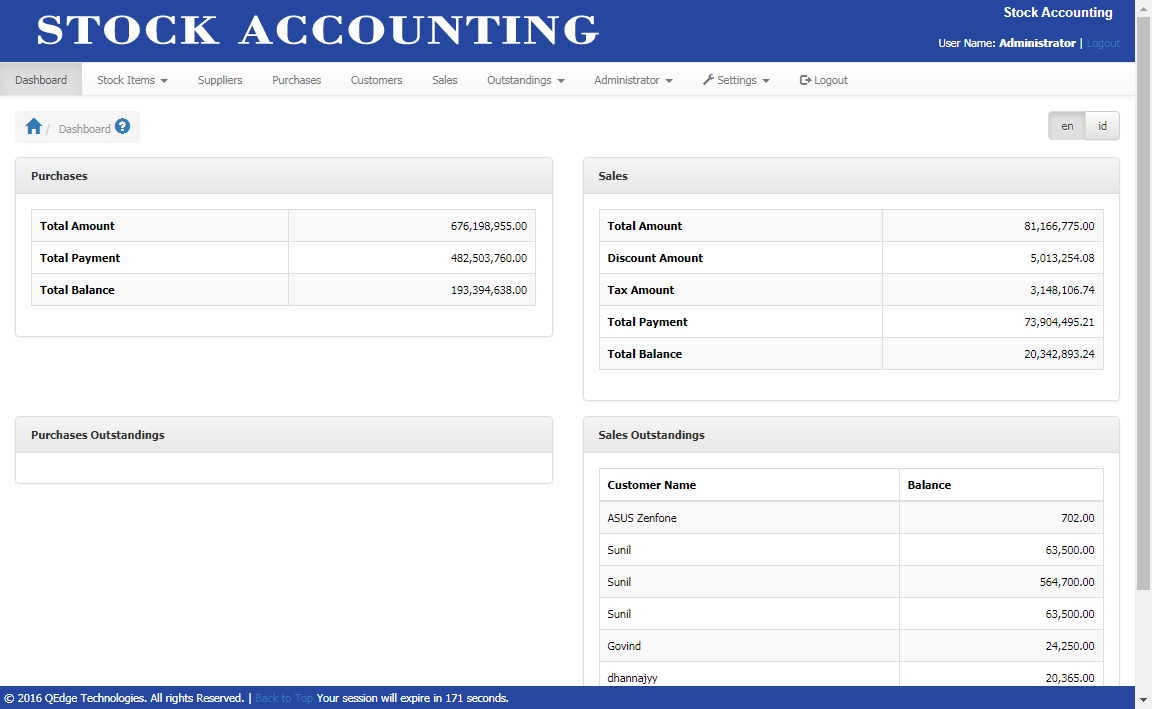 STOCK ACCOUNTING
Stock Accounting
User Name: Administrator | Logout
Dashboard Stock Items Suppliers Purchases Customers Sales Outstandings Administrator Settings Logout
/ Dashboard ?
en id
Purchases
Total Amount 676,198,955.00
Total Payment 482,503,760.00
Total Balance 193,394,638.00
Sales
Total Amount 81,166,775.00
Discount Amount 5,013,254.08
Tax Amount 3,148,106.74
Total Payment 73,904,495.21
Total Balance 20,342,893.24
Purchases Outstandings
Sales Outstandings
Customer Name Balance
ASUS Zenfone 702.00
Sunil 63,500.00
Sunil 564,700.00
Sunil 63,500.00
Govind 24,250.00
dhannajyy 20,365.00
© 2016 QEdge Technologies. All rights Reserved. | Back to Top Your session will expire in 171 seconds.